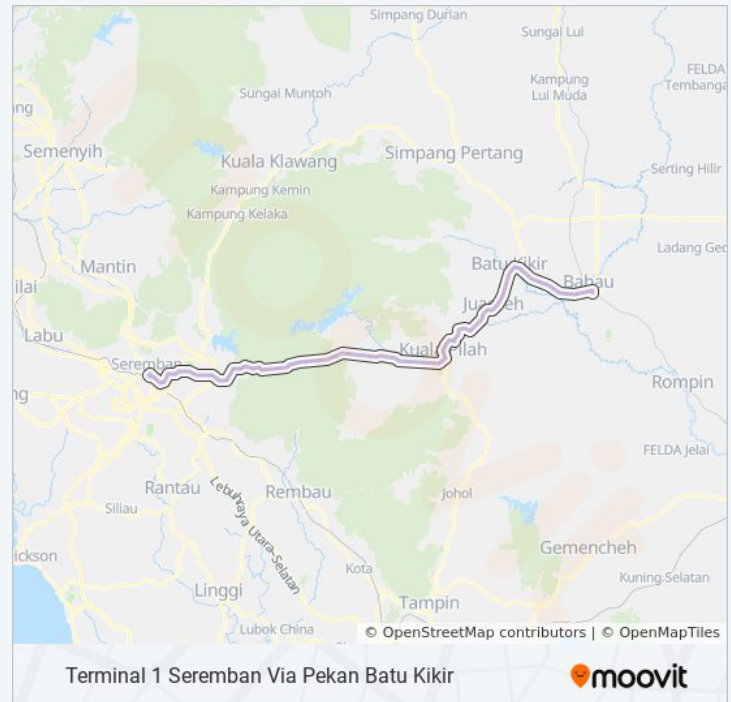 Simpang Durian
Sungai Lui
FELDA
Tembanga
Kampung
Lui Muda
Sungai Muntoh
Semenyih
Kuala Klawang
Simpang Pertang
Serting Hilir
Kampung Kemin
Kampung Kelaka
Ladang Ged
Mantin
Batu Kikir
Bahau
ilai
Labu
Seremban
Rompin
FELDA Jelai
Rantau
Siliau
Lebuhraya Utara-Selatan
Rembau
Johol
ickson
Gemencheh
Kota
Kuning Selatan
Linggi
Tampin
Lubok China
© OpenStreetMap contributors | © OpenMapTiles
Terminal 1 Seremban Via Pekan Batu Kikir
moovit